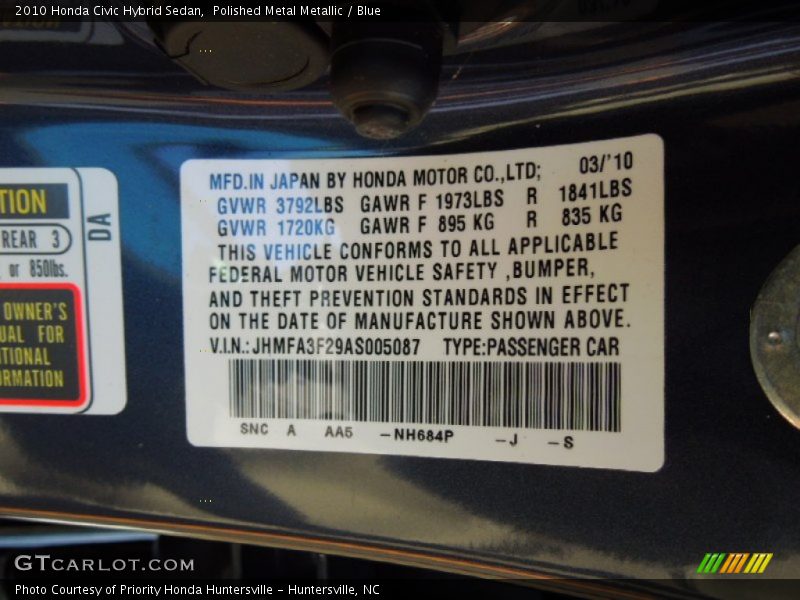 2010 Honda Civic Hybrid Sedan, Polished Metal Metallic / Blue
MFD.IN JAPAN BY HONDA MOTOR CO.,LTD; 03/'10
GVWR 3792LBS GAWR F 1973LBS R 1841LBS
GVWR 1720KG GAWR F 895 KG R 835 KG
THIS VEHICLE CONFORMS TO ALL APPLICABLE
FEDERAL MOTOR VEHICLE SAFETY ,BUMPER,
AND THEFT PREVENTION STANDARDS IN EFFECT
ON THE DATE OF MANUFACTURE SHOWN ABOVE.
V.I.N.: JHMFA3F29AS005087 TYPE:PASSENGER CAR
SNC A AA5 -NH684P -J -S
TION
REAR 3
or 850lbs.
OWNER'S
UAL FOR
ITIONAL
ORMATION
DA
GTCARLOT.COM
Photo Courtesy of Priority Honda Huntersville - Huntersville, NC